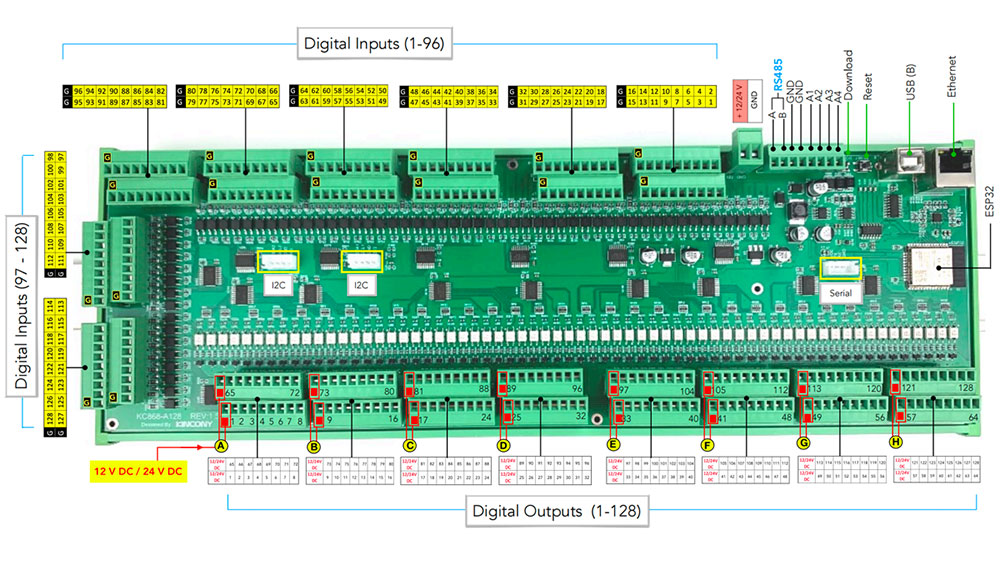 Digital Inputs (1-96)
G 96 94 92 90 88 86 84 82
G 95 93 91 89 87 85 83 81
G 80 78 76 74 72 70 68 66
G 79 77 75 73 71 69 67 65
G 64 62 60 58 56 54 52 50
G 63 61 59 57 55 53 51 49
G 48 46 44 42 40 38 36 34
G 47 45 43 41 39 37 35 33
G 32 30 28 26 24 22 20 18
G 31 29 27 25 23 21 19 17
G 16 14 12 10 8 6 4 2
G 15 13 11 9 7 5 3 1
+ 12/24 V
GND
RS485
A
B
GND
GND
A1
A2
A3
A4
Download
Reset
USB (B)
Ethernet
ESP32
Digital Inputs (97 - 128)
G 112 110 108 106 104 102 100 98
G 111 109 107 105 103 101 99 97
G 128 126 124 122 120 118 116 114
G 127 125 123 121 119 117 115 113
G G G G G G
G G G G G G
G G
G G
I2C
I2C
Serial
65 72 73 80 81 88 89 96 97 104 105 112 113 120 121 128
1 2 3 4 5 6 7 8 9 16 17 24 25 32 33 40 41 48 49 56 57 64
KC868-A128
Designed By KINCONY
A B C D E F G H
12 V DC / 24 V DC
12/24V DC 65 66 67 68 69 70 71 72
12/24V DC 1 2 3 4 5 6 7 8
12/24V DC 73 74 75 76 77 78 79 80
12/24V DC 9 10 11 12 13 14 15 16
12/24V DC 81 82 83 84 85 86 87 88
12/24V DC 17 18 19 20 21 22 23 24
12/24V DC 89 90 91 92 93 94 95 96
12/24V DC 25 26 27 28 29 30 31 32
12/24V DC 97 98 99 100 101 102 103 104
12/24V DC 33 34 35 36 37 38 39 40
12/24V DC 105 106 107 108 109 110 111 112
12/24V DC 41 42 43 44 45 46 47 48
12/24V DC 113 114 115 116 117 118 119 120
12/24V DC 49 50 51 52 53 54 55 56
12/24V DC 121 122 123 124 125 126 127 128
12/24V DC 57 58 59 60 61 62 63 64
Digital Outputs (1-128)